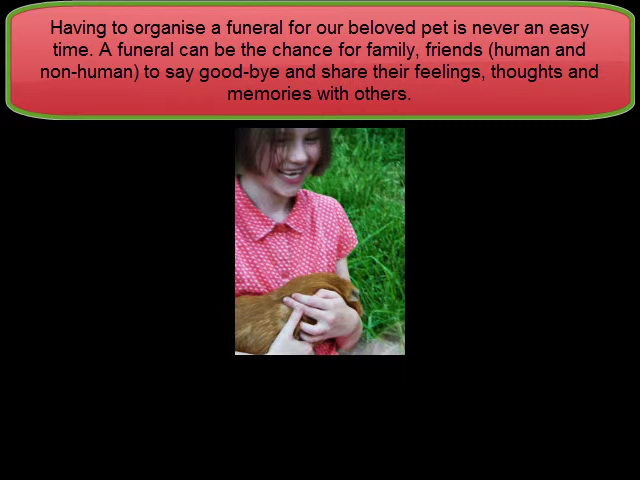 Having to organise a funeral for our beloved pet is never an easy
time. A funeral can be the chance for family, friends (human and
non-human) to say good-bye and share their feelings, thoughts and
memories with others.